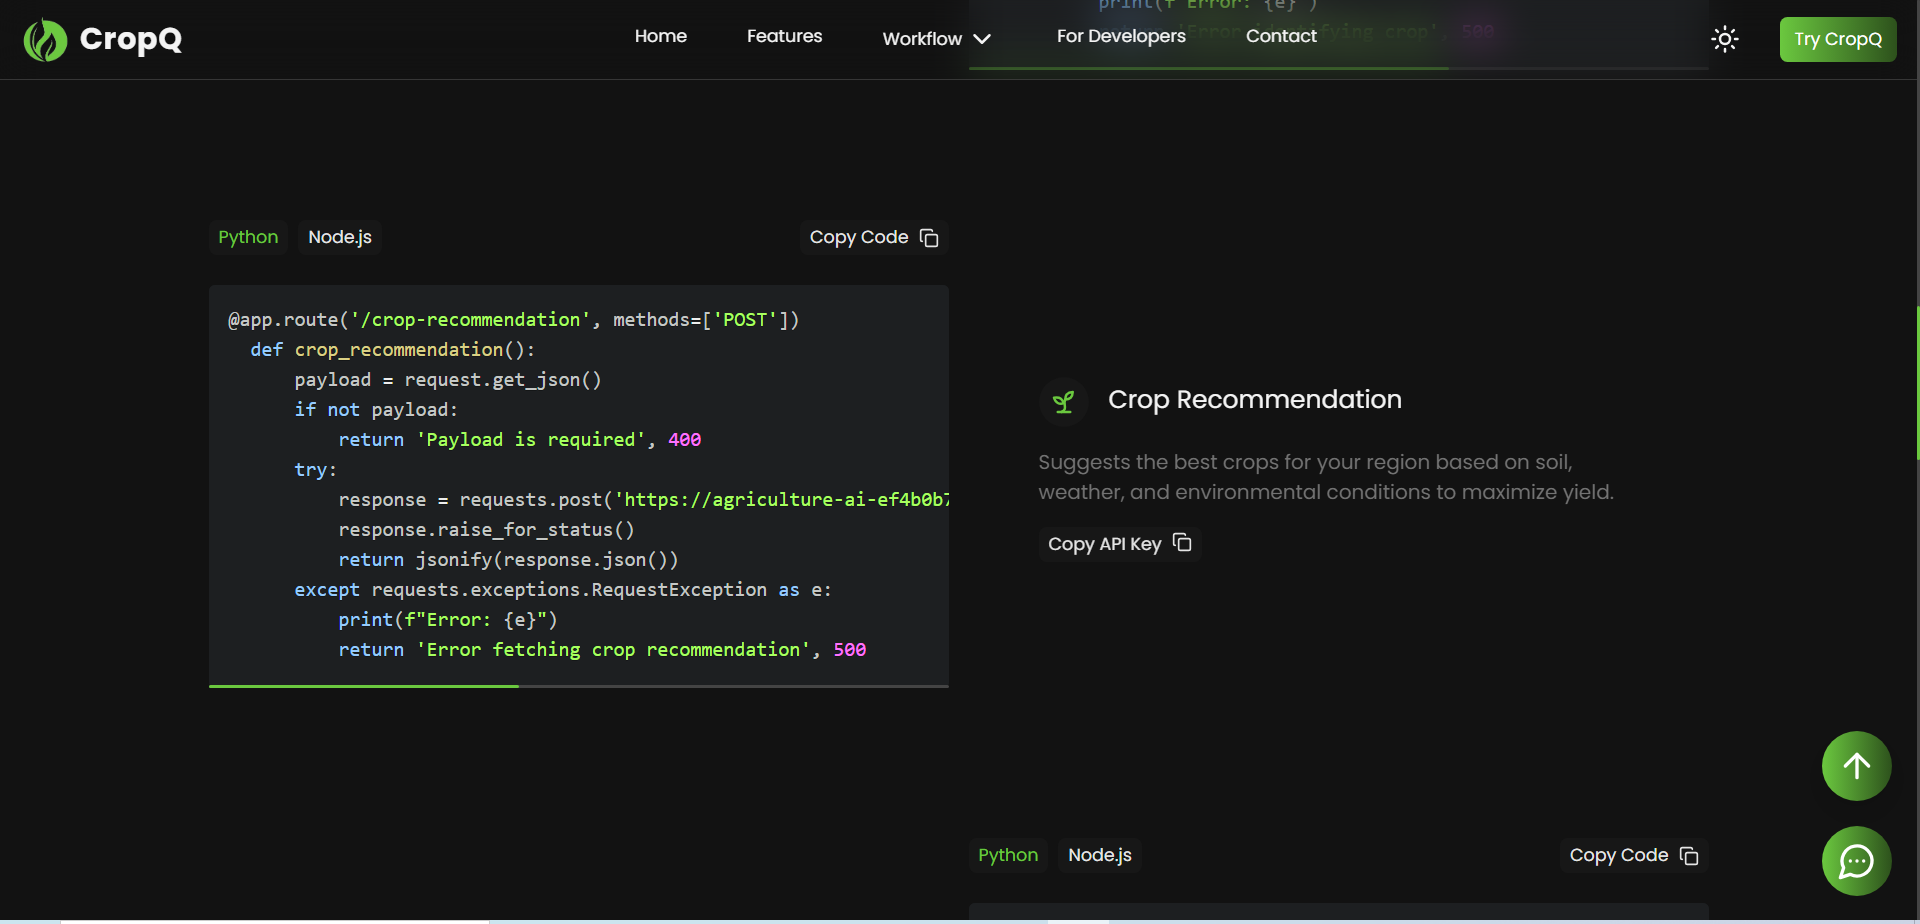 print(f"Error: {e}")
CropQ
Home
Features
Workflow
For Developers
Contact
Try CropQ
500
Python
Node.js
Copy Code
@app.route('/crop-recommendation', methods=['POST'])
def crop_recommendation():
payload = request.get_json()
if not payload:
return 'Payload is required', 400
try:
response = requests.post('https://agriculture-ai-ef4b0b7
response.raise_for_status()
return jsonify(response.json())
except requests.exceptions.RequestException as e:
print(f"Error: {e}")
return 'Error fetching crop recommendation', 500
Crop Recommendation
Suggests the best crops for your region based on soil,
weather, and environmental conditions to maximize yield.
Copy API Key
Python
Node.js
Copy Code